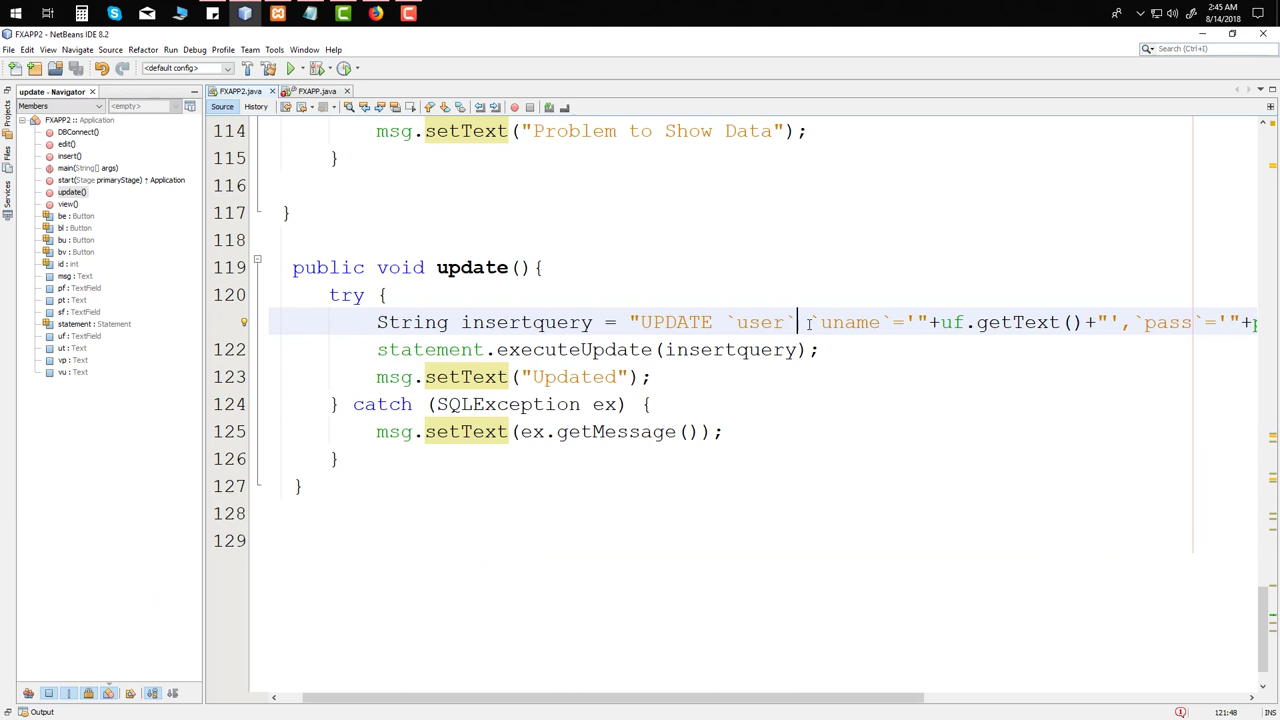 2:45 AM
8/14/2018
FXAPP2 - NetBeans IDE 8.2
File Edit View Navigate Source Refactor Run Debug Profile Team Tools Window Help
Search (Ctrl+I)
<default config>
update - Navigator
FXAPP2.java
FXAPP.java
Members
<empty>
Source History
Projects
Files
Services
FXAPP2 :: Application
DBConnect()
edit()
insert()
main(String[] args)
start(Stage primaryStage) ↑ Application
update()
view()
be : Button
bl : Button
bu : Button
bv : Button
id : int
msg : Text
pf : TextField
pt : Text
sf : TextField
statement : Statement
uf : TextField
ut : Text
vp : Text
vu : Text
114 msg.setText("Problem to Show Data");
115 }
116
117 }
118
119 public void update(){
120 try {
String insertquery = "UPDATE `user` `uname`='"+uf.getText()+"',`pass`='"+p
122 statement.executeUpdate(insertquery);
123 msg.setText("Updated");
124 } catch (SQLException ex) {
125 msg.setText(ex.getMessage());
126 }
127 }
128
129
Output
121:48
INS